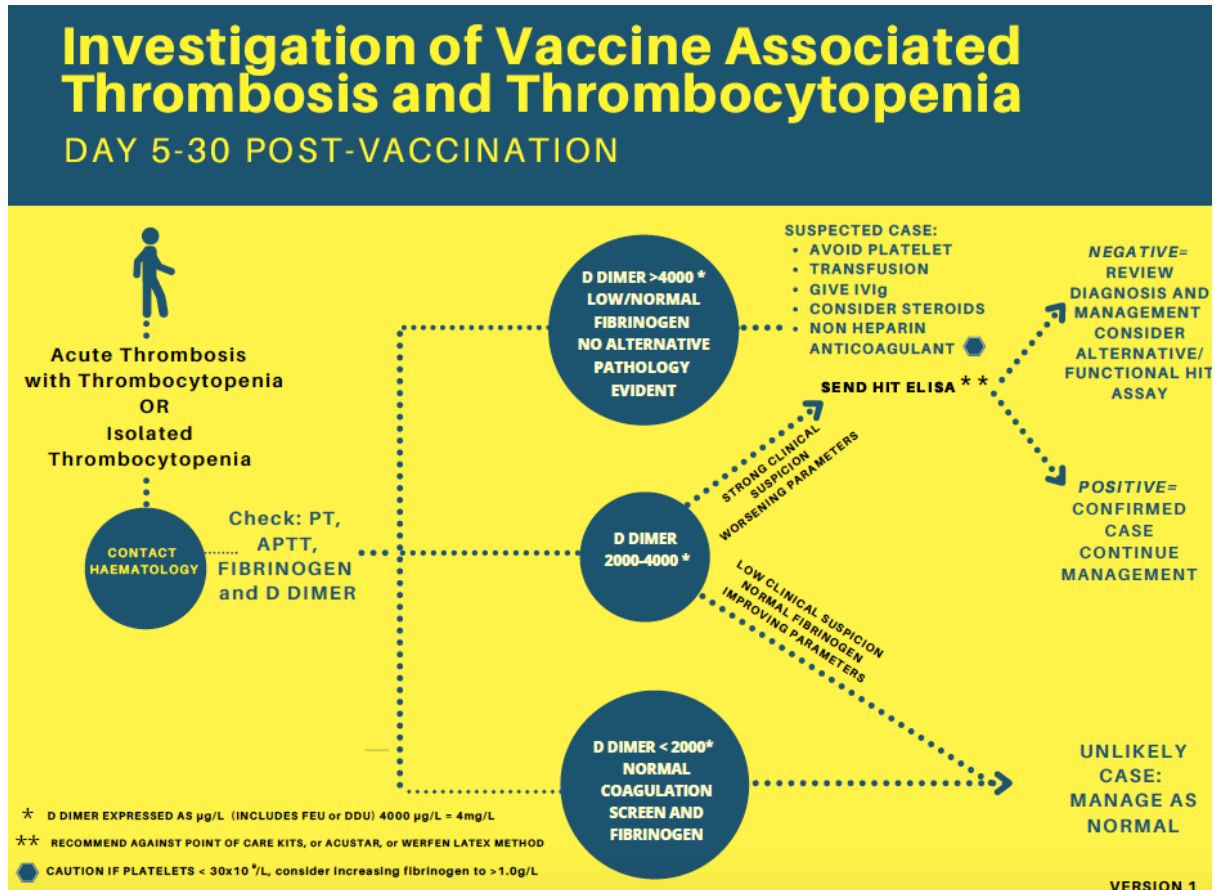 Investigation of Vaccine Associated
Thrombosis and Thrombocytopenia
DAY 5-30 POST-VACCINATION
Acute Thrombosis
with Thrombocytopenia
OR
Isolated
Thrombocytopenia
CONTACT
HAEMATOLOGY
Check: PT,
APTT,
FIBRINOGEN
and D DIMER
D DIMER >4000 *
LOW/NORMAL
FIBRINOGEN
NO ALTERNATIVE
PATHOLOGY
EVIDENT
SUSPECTED CASE:
• AVOID PLATELET
• TRANSFUSION
• GIVE IVIg
• CONSIDER STEROIDS
• NON HEPARIN
ANTICOAGULANT
SEND HIT ELISA **
NEGATIVE=
REVIEW
DIAGNOSIS AND
MANAGEMENT
CONSIDER
ALTERNATIVE/
FUNCTIONAL HIT
ASSAY
D DIMER
2000-4000 *
STRONG CLINICAL
SUSPICION
WORSENING PARAMETERS
POSITIVE=
CONFIRMED
CASE
CONTINUE
MANAGEMENT
LOW CLINICAL SUSPICION
NORMAL FIBRINOGEN
IMPROVING PARAMETERS
D DIMER < 2000*
NORMAL
COAGULATION
SCREEN AND
FIBRINOGEN
UNLIKELY
CASE:
MANAGE AS
NORMAL
* D DIMER EXPRESSED AS µg/L (INCLUDES FEU or DDU) 4000 µg/L = 4mg/L
** RECOMMEND AGAINST POINT OF CARE KITS, or ACUSTAR, or WERFEN LATEX METHOD
CAUTION IF PLATELETS < 30x10⁹/L, consider increasing fibrinogen to >1.0g/L
VERSION 1